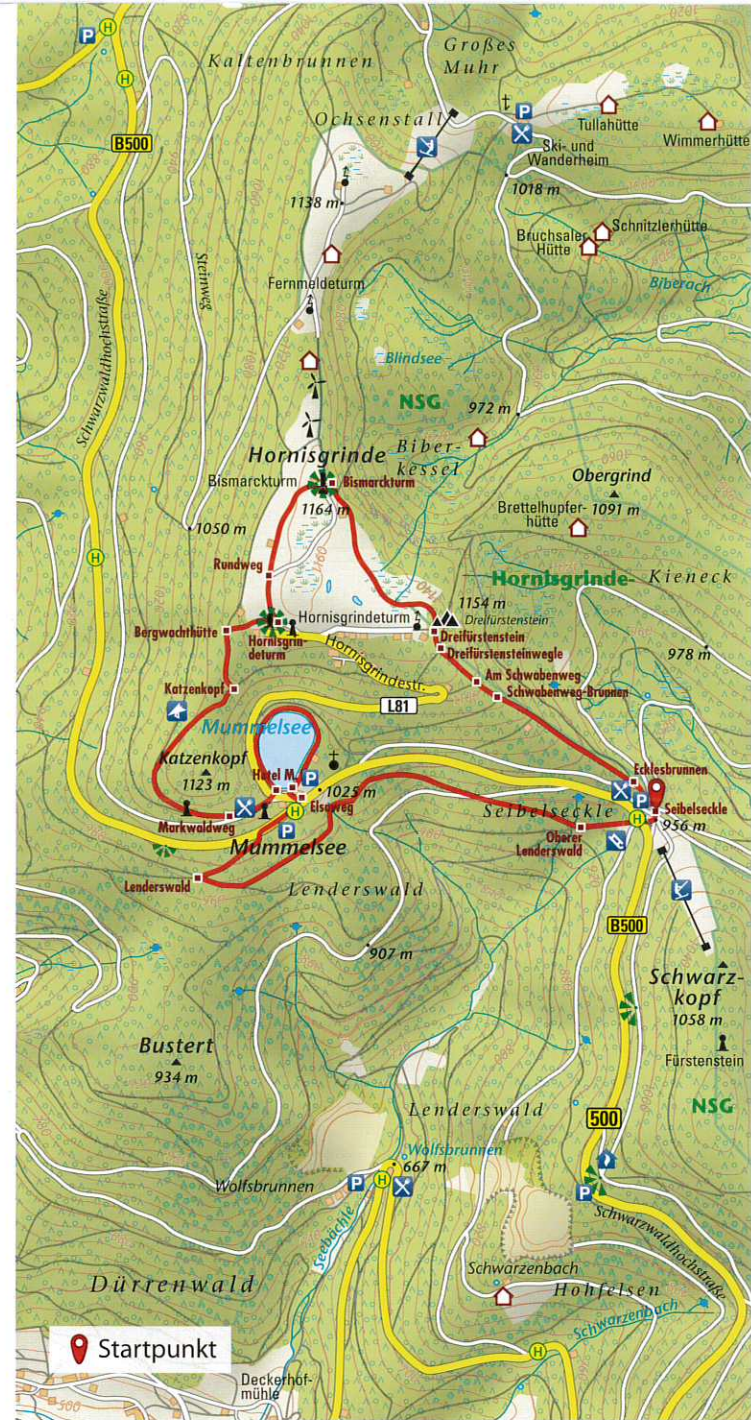 Kaltenbrunnen
Großes
Muhr
P
H
H
B500
Ochsenstall
P
Ski- und
Wanderheim
Tullahütte
Wimmerhütte
1018 m
1138 m
Bruchsaler
Hütte
Schnitzlerhütte
Biberach
Steinweg
Schwarzwaldhochstraße
Fernmeldeturm
Blindsee
NSG
972 m
Hornisgrinde
Bismarckturm
Bismarckturm
1164 m
Biber-
kessel
Obergrind
1091 m
Brettelhupfer-
hütte
1050 m
H
1160
Rundweg
Hornisgrinde-
Kieneck
1154 m
Dreifürstenstein
Hornisgrindeturm
Bergwachthütte
Hornisgrin-
deturm
Dreifürstenstein
Dreifürstensteinwegle
Hornisgrindestr.
978 m
Katzenkopf
Am Schwabenweg
Schwabenweg-Brunnen
L81
Mummelsee
Katzenkopf
1123 m
Hotel M.
P
1025 m
Elsaweg
Ecklesbrunnen
P
Seibelseckle
Seibelseckle
956 m
H
Markwaldweg
H
P
Mummelsee
Oberer
Lenderswald
Lenderswald
Lenderswald
B500
907 m
Schwarz-
kopf
1058 m
Bustert
934 m
Fürstenstein
NSG
Lenderswald
500
Wolfsbrunnen
667 m
Wolfsbrunnen
P
H
P
Schwarzwaldhochstraße
Seebächle
Schwarzenbach
Hohfelsen
Schwarzenbach
Dürrenwald
H
Startpunkt
Deckerhof-
mühle
500